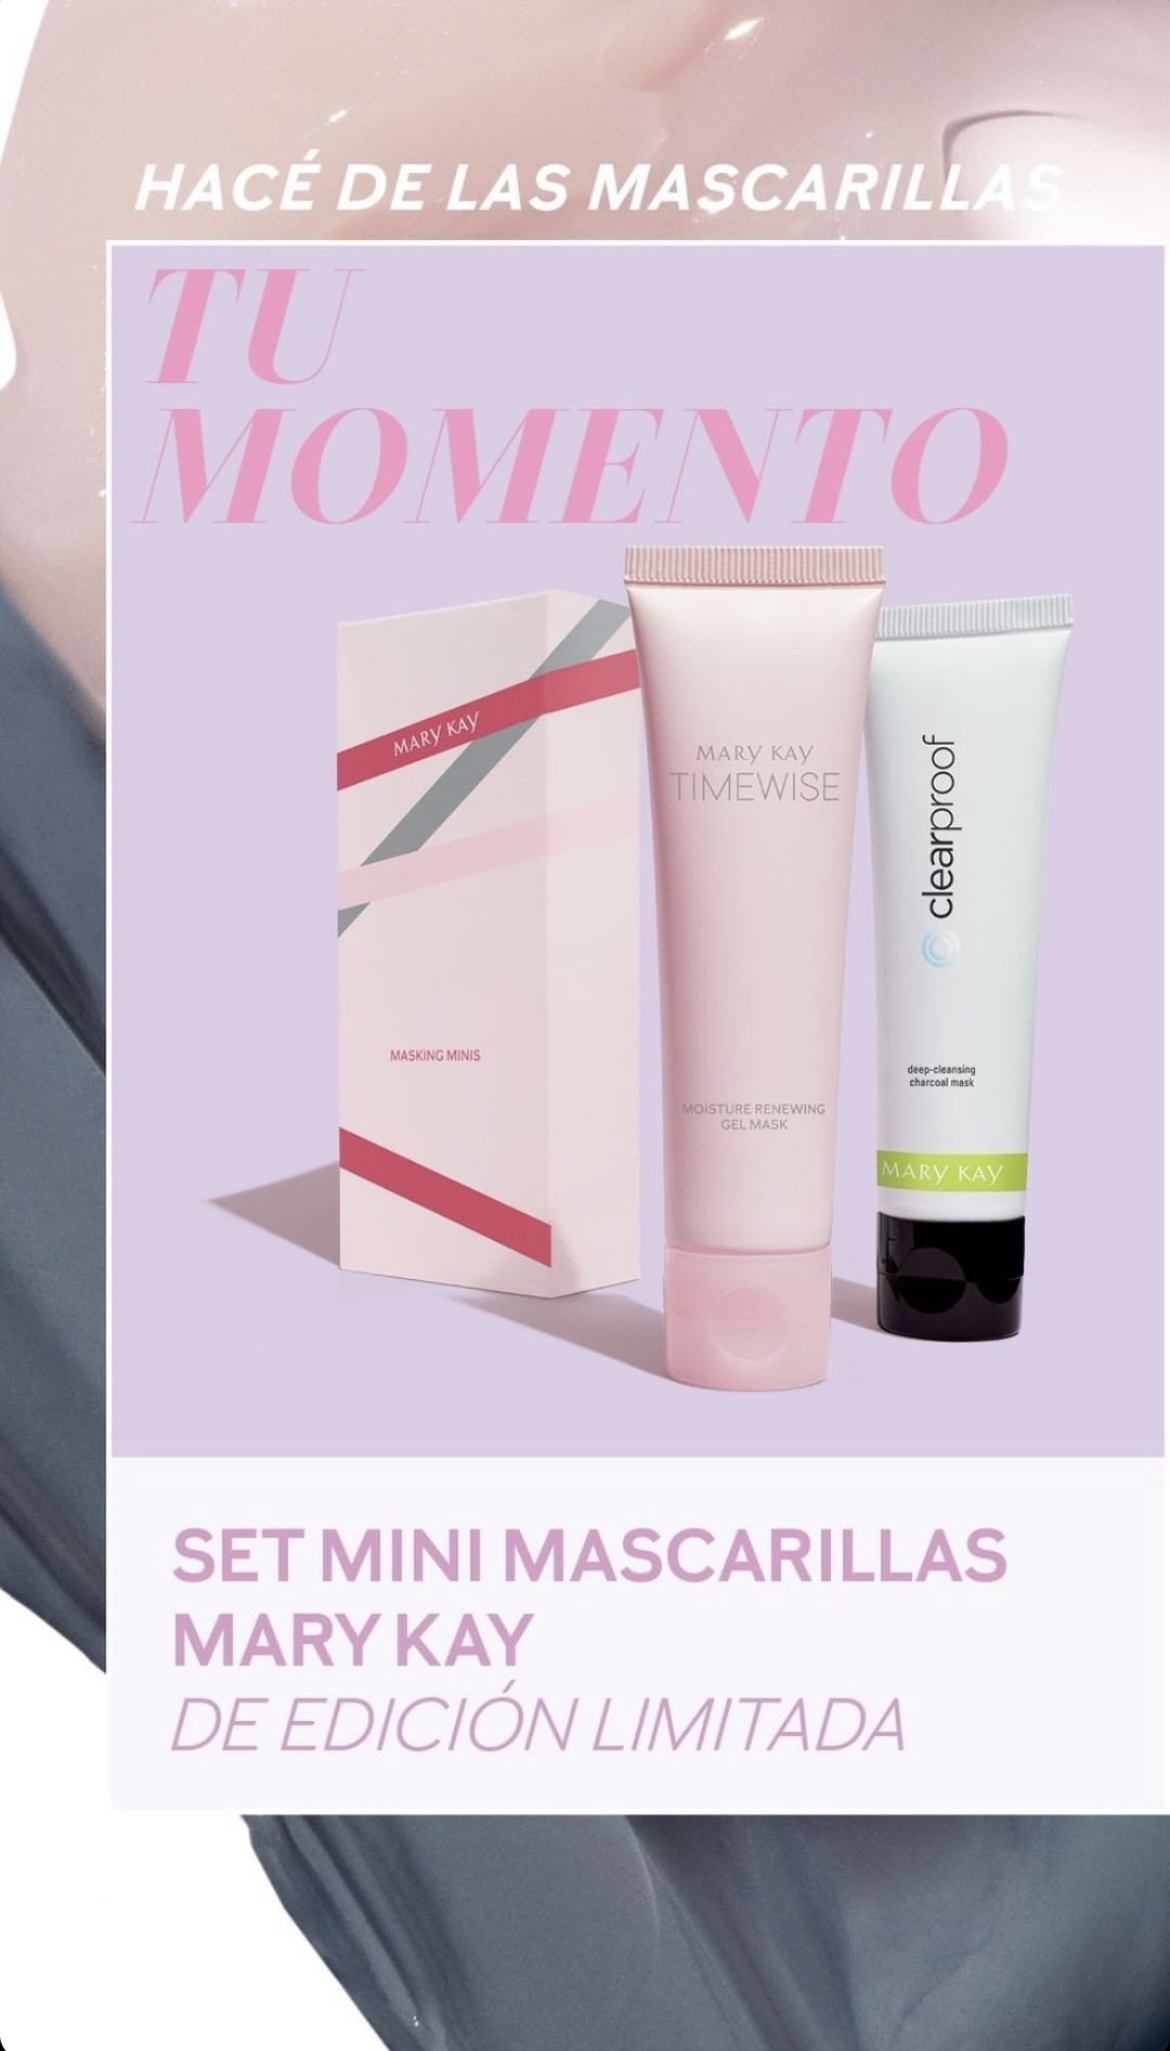 HACÉ DE LAS MASCARILLAS
TU
MOMENTO
MARY KAY
MASKING MINIS
MARY KAY
TIMEWISE
MOISTURE RENEWING
GEL MASK
clearproof
deep-cleansing
charcoal mask
MARY KAY
SET MINI MASCARILLAS
MARY KAY
DE EDICIÓN LIMITADA